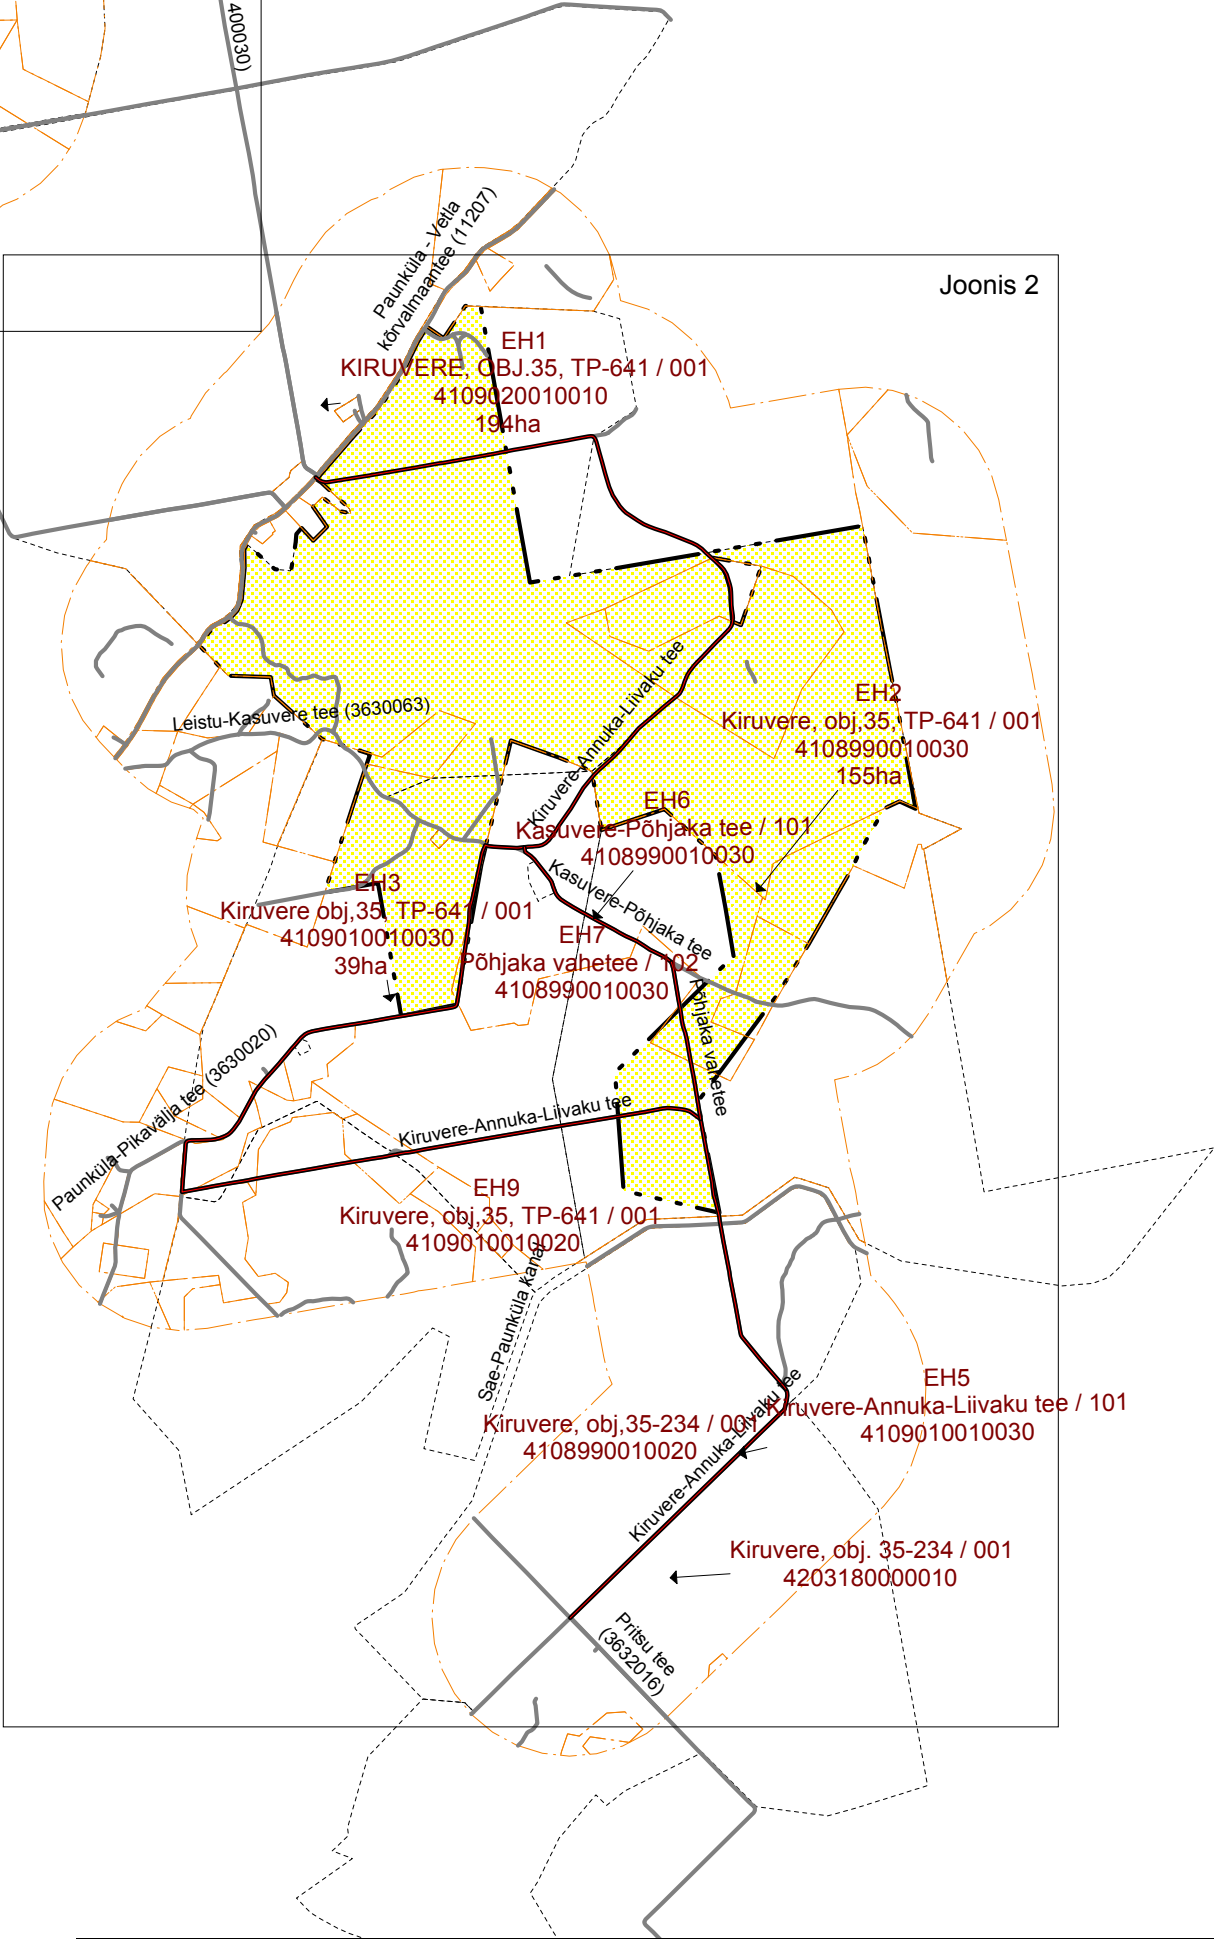 400030)
Paunküla - Vetla
kõrvalmaantee (11207)
Joonis 2
EH1
KIRUVERE, OBJ.35, TP-641 / 001
4109020010010
194ha
Leistu-Kasuvere tee (3630063)
Kiruvere-Annuka-Liivaku tee
EH2
Kiruvere, obj,35, TP-641 / 001
4108990010030
155ha
EH6
Kasuvere-Põhjaka tee / 101
4108990010030
Kasuvere-Põhjaka tee
EH3
Kiruvere obj,35, TP-641 / 001
4109010010030
39ha
EH7
Põhjaka vahetee / 102
4108990010030
Põhjaka vahetee
Paunküla-Pikavälja tee (3630020)
Kiruvere-Annuka-Liivaku tee
EH9
Kiruvere, obj,35, TP-641 / 001
4109010010020
Sae-Paunküla kanal
EH5
Kiruvere-Annuka-Liivaku tee / 101
4109010010030
Kiruvere, obj,35-234 / 001
4108990010020
Kiruvere-Annuka-Liivaku tee
Kiruvere, obj. 35-234 / 001
4203180000010
Pritsu tee
(3632016)